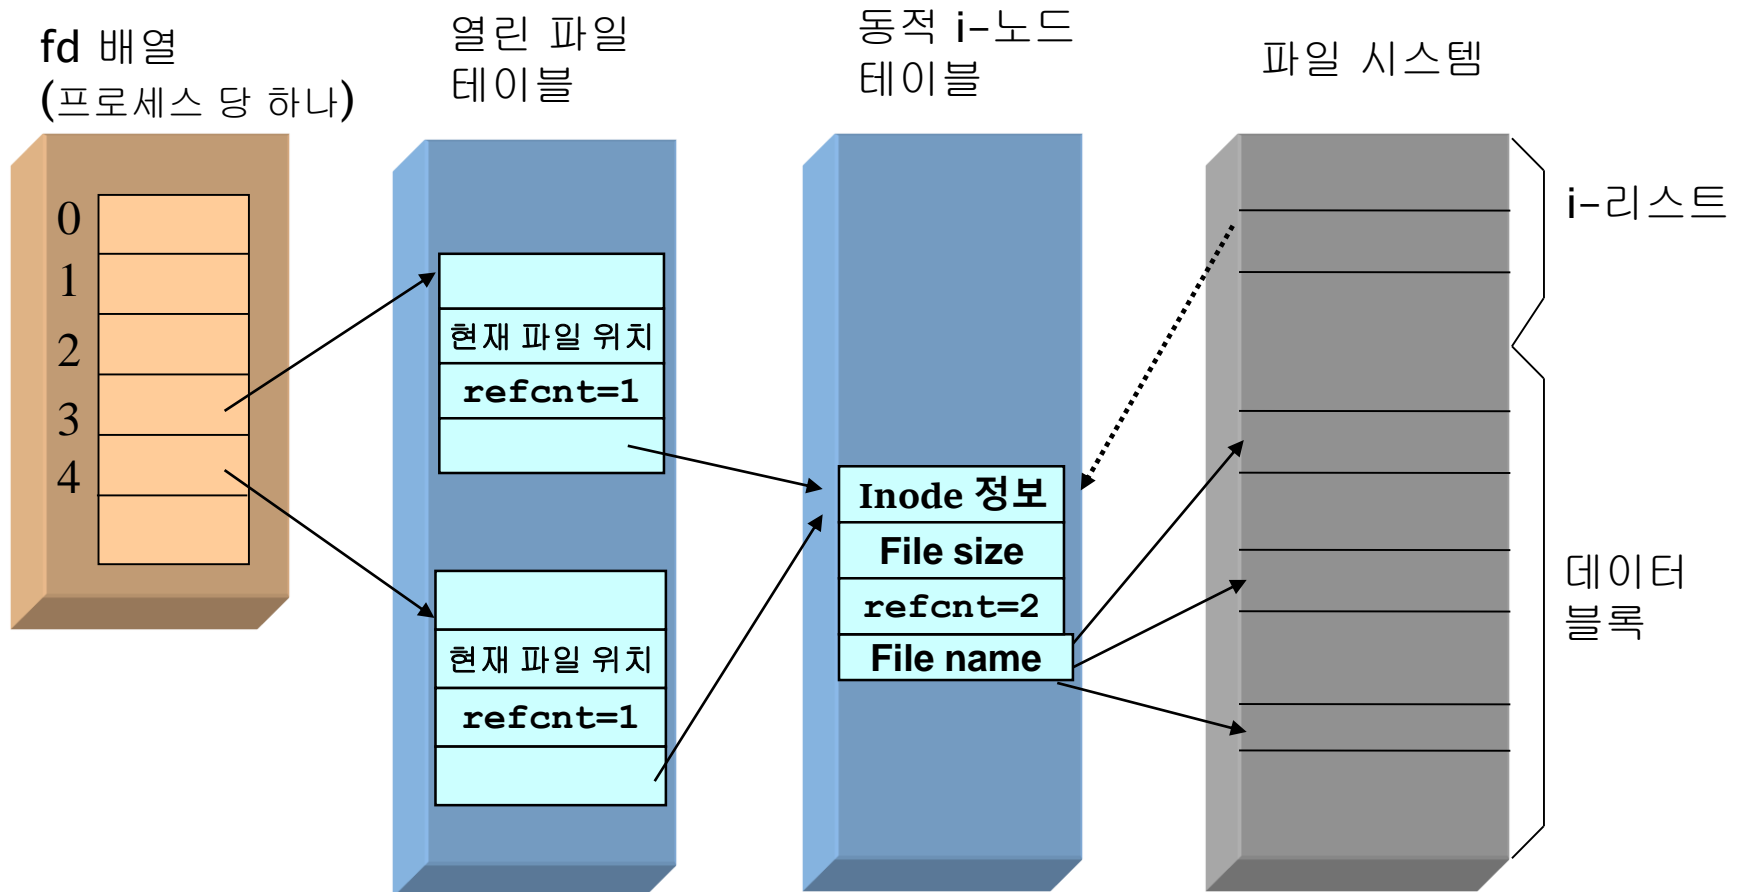 fd 배열
(프로세스 당 하나)
0
1
2
3
4
열린 파일
테이블
현재 파일 위치
refcnt=1
현재 파일 위치
refcnt=1
동적 i-노드
테이블
Inode 정보
File size
refcnt=2
File name
파일 시스템
i-리스트
데이터
블록